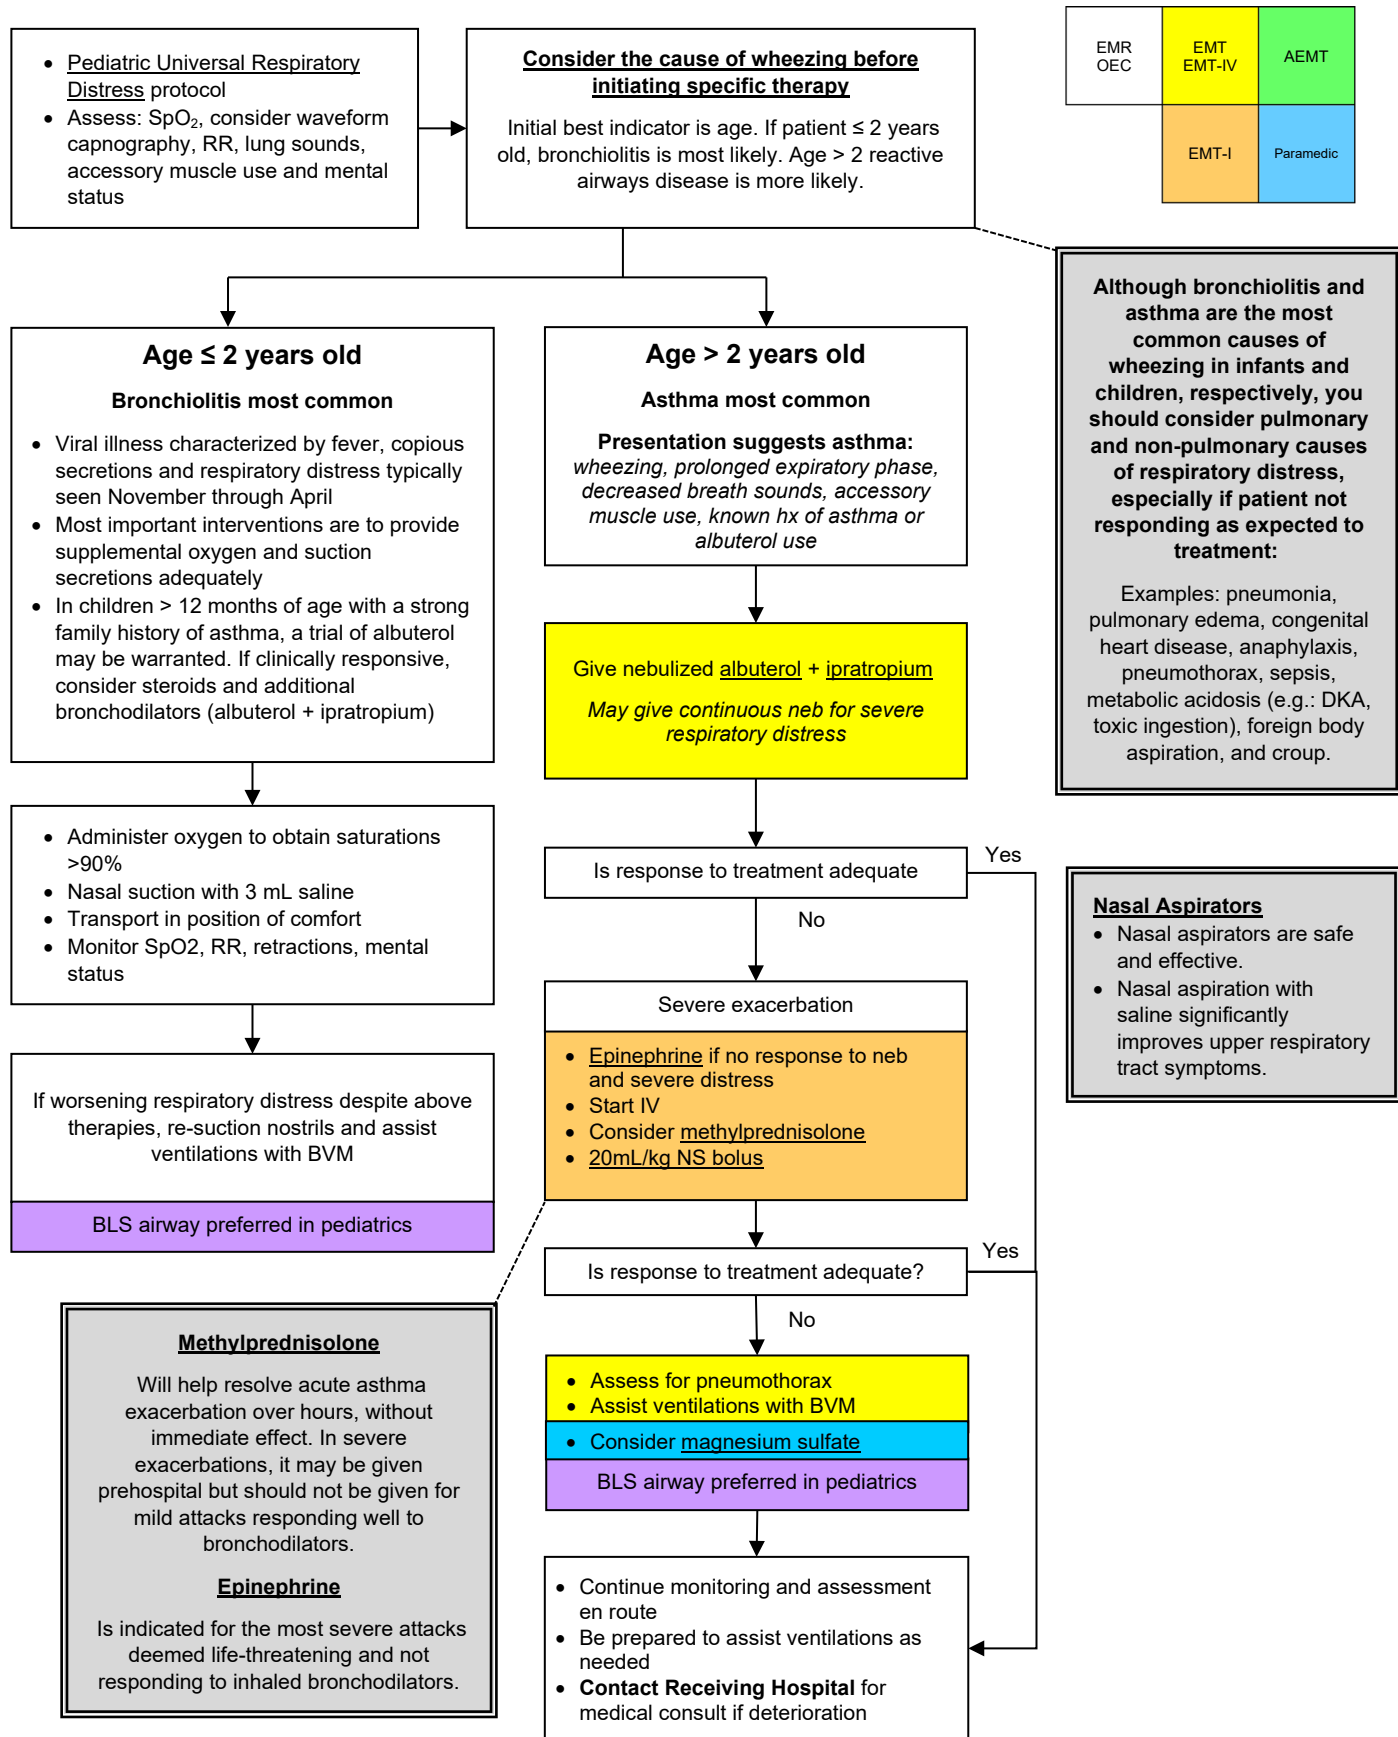 • Pediatric Universal Respiratory
Distress protocol
• Assess: SpO₂, consider waveform
capnography, RR, lung sounds,
accessory muscle use and mental
status
Consider the cause of wheezing before
initiating specific therapy
Initial best indicator is age. If patient ≤ 2 years
old, bronchiolitis is most likely. Age > 2 reactive
airways disease is more likely.
EMR
OEC
EMT
EMT-IV
AEMT
EMT-I
Paramedic
Although bronchiolitis and
asthma are the most
common causes of
wheezing in infants and
children, respectively, you
should consider pulmonary
and non-pulmonary causes
of respiratory distress,
especially if patient not
responding as expected to
treatment:
Examples: pneumonia,
pulmonary edema, congenital
heart disease, anaphylaxis,
pneumothorax, sepsis,
metabolic acidosis (e.g.: DKA,
toxic ingestion), foreign body
aspiration, and croup.
Age ≤ 2 years old
Bronchiolitis most common
• Viral illness characterized by fever, copious
secretions and respiratory distress typically
seen November through April
• Most important interventions are to provide
supplemental oxygen and suction
secretions adequately
• In children > 12 months of age with a strong
family history of asthma, a trial of albuterol
may be warranted. If clinically responsive,
consider steroids and additional
bronchodilators (albuterol + ipratropium)
Age > 2 years old
Asthma most common
Presentation suggests asthma:
wheezing, prolonged expiratory phase,
decreased breath sounds, accessory
muscle use, known hx of asthma or
albuterol use
Give nebulized albuterol + ipratropium
May give continuous neb for severe
respiratory distress
• Administer oxygen to obtain saturations
>90%
• Nasal suction with 3 mL saline
• Transport in position of comfort
• Monitor SpO2, RR, retractions, mental
status
Is response to treatment adequate
Yes
No
Nasal Aspirators
• Nasal aspirators are safe
and effective.
• Nasal aspiration with
saline significantly
improves upper respiratory
tract symptoms.
Severe exacerbation
• Epinephrine if no response to neb
and severe distress
• Start IV
• Consider methylprednisolone
• 20mL/kg NS bolus
If worsening respiratory distress despite above
therapies, re-suction nostrils and assist
ventilations with BVM
BLS airway preferred in pediatrics
Is response to treatment adequate?
Yes
No
Methylprednisolone
Will help resolve acute asthma
exacerbation over hours, without
immediate effect. In severe
exacerbations, it may be given
prehospital but should not be given for
mild attacks responding well to
bronchodilators.
Epinephrine
Is indicated for the most severe attacks
deemed life-threatening and not
responding to inhaled bronchodilators.
• Assess for pneumothorax
• Assist ventilations with BVM
• Consider magnesium sulfate
BLS airway preferred in pediatrics
• Continue monitoring and assessment
en route
• Be prepared to assist ventilations as
needed
• Contact Receiving Hospital for
medical consult if deterioration